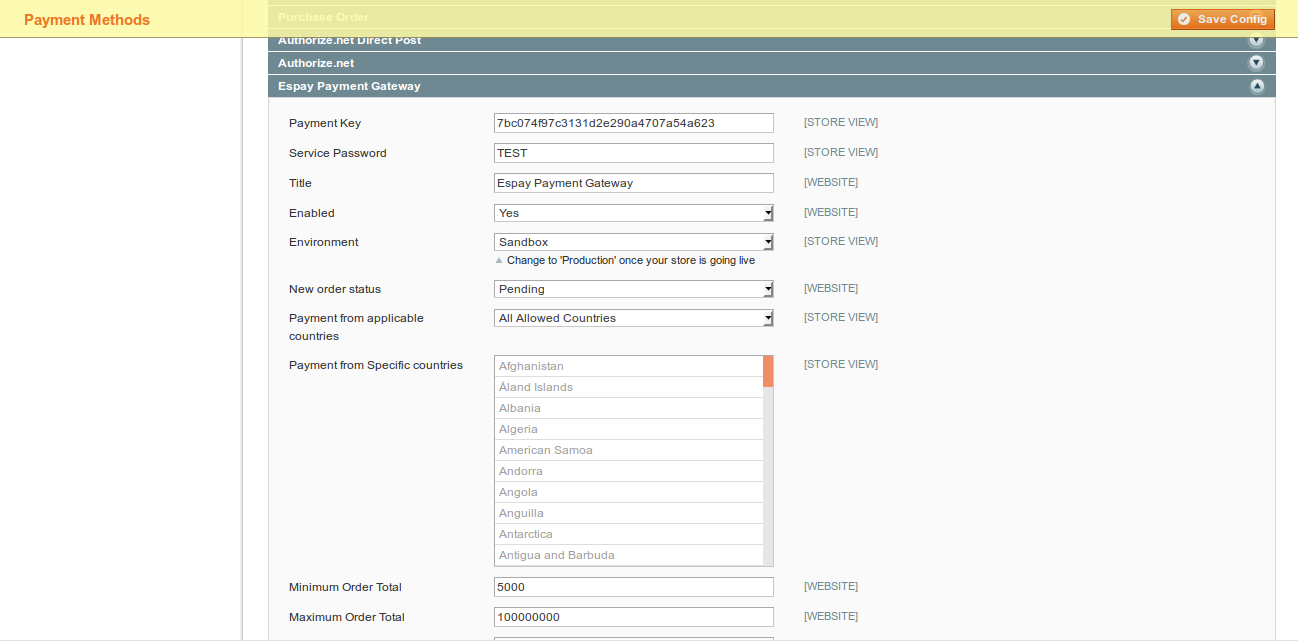 Payment Methods
Purchase Order
Save Config
Authorize.net Direct Post
Authorize.net
Espay Payment Gateway
Payment Key 7bc074f97c3131d2e290a4707a54a623 [STORE VIEW]
Service Password TEST [STORE VIEW]
Title Espay Payment Gateway [WEBSITE]
Enabled Yes [WEBSITE]
Environment Sandbox [STORE VIEW]
Change to 'Production' once your store is going live
New order status Pending [WEBSITE]
Payment from applicable All Allowed Countries [STORE VIEW]
countries
Payment from Specific countries Afghanistan [STORE VIEW]
Åland Islands
Albania
Algeria
American Samoa
Andorra
Angola
Anguilla
Antarctica
Antigua and Barbuda
Minimum Order Total 5000 [WEBSITE]
Maximum Order Total 100000000 [WEBSITE]